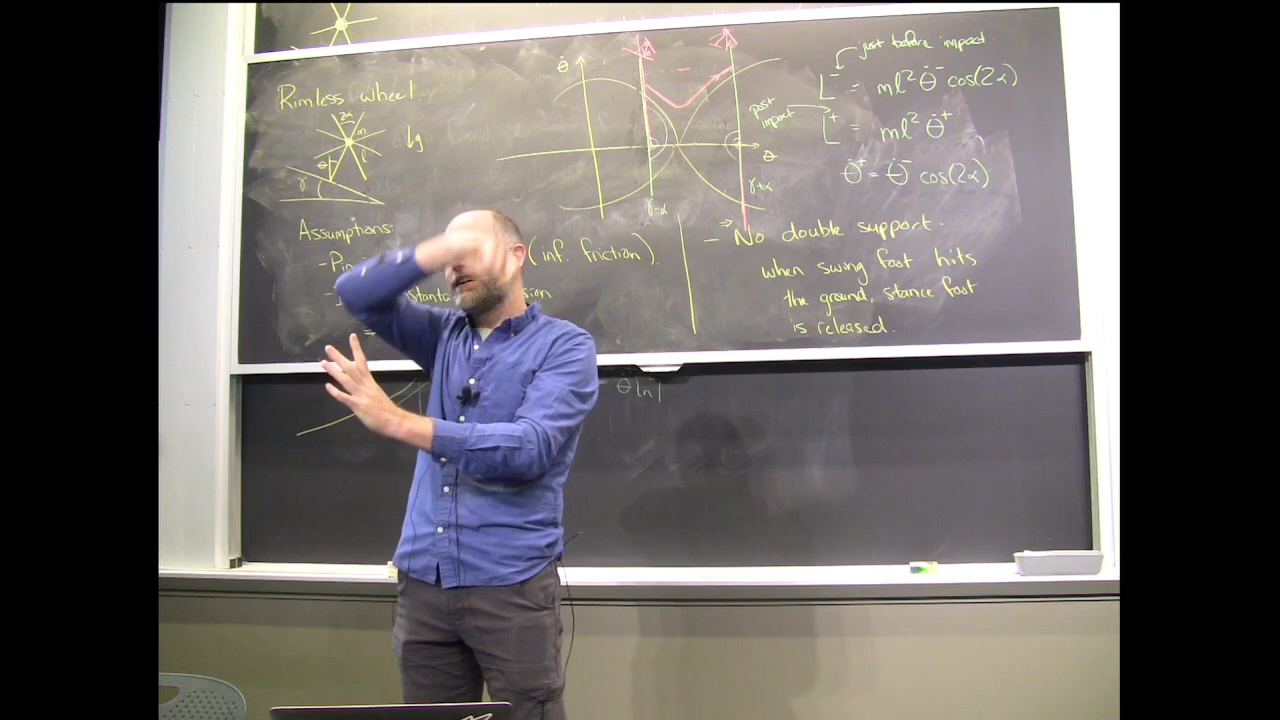 Rimless wheel
2α
m
l
θ
γ
↓g
Assumptions:
(inf. friction).
θ̇
θ
γ-α
γ+α
just before impact
L⁻ = ml² θ̇⁻ cos(2α)
post impact
L⁺ = ml² θ̇⁺
θ̇⁺ = θ̇⁻ cos(2α)
- No double support.
when swing foot hits
the ground, stance foot
is released.